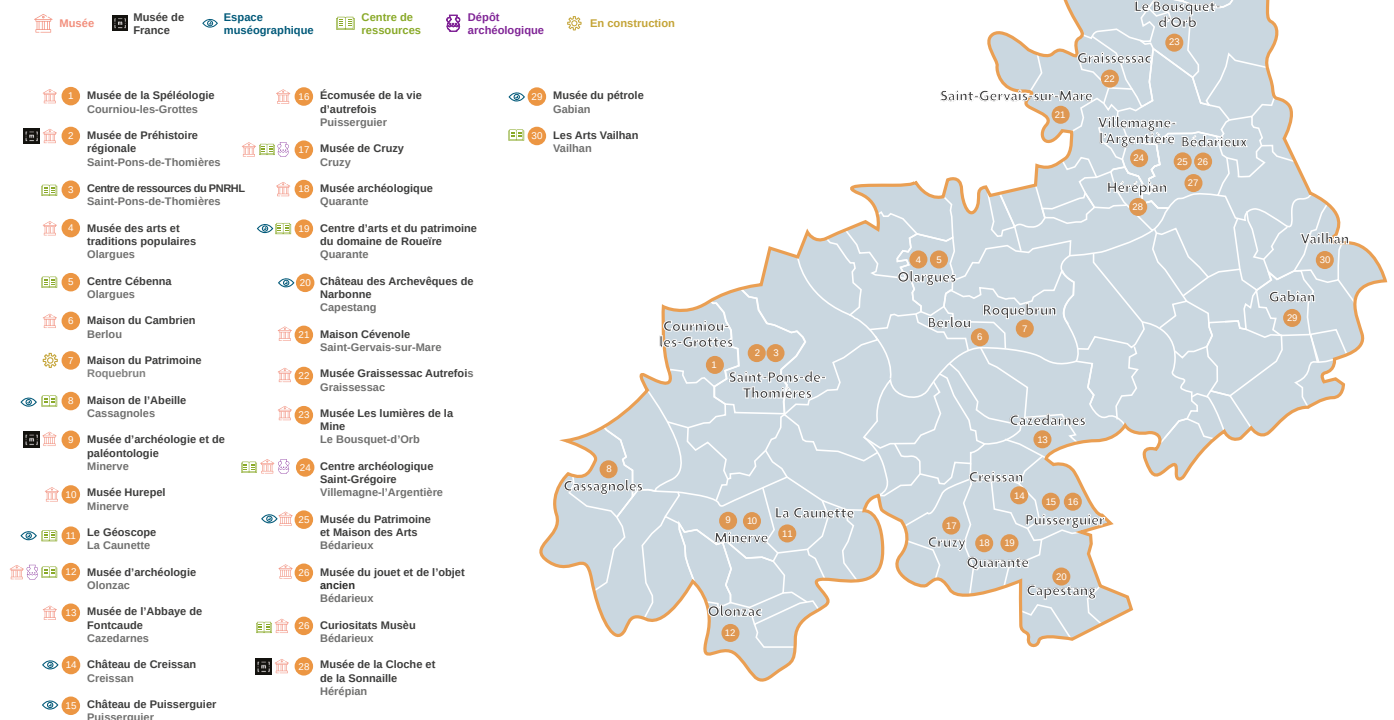 Musée
Musée de
France
Espace
muséographique
Centre de
ressources
Dépôt
archéologique
En construction
1 Musée de la Spéléologie
Courniou-les-Grottes
2 Musée de Préhistoire
régionale
Saint-Pons-de-Thomières
3 Centre de ressources du PNRHL
Saint-Pons-de-Thomières
4 Musée des arts et
traditions populaires
Olargues
5 Centre Cébenna
Olargues
6 Maison du Cambrien
Berlou
7 Maison du Patrimoine
Roquebrun
8 Maison de l'Abeille
Cassagnoles
9 Musée d'archéologie et de
paléontologie
Minerve
10 Musée Hurepel
Minerve
11 Le Géoscope
La Caunette
12 Musée d'archéologie
Olonzac
13 Musée de l'Abbaye de
Fontcaude
Cazedarnes
14 Château de Creissan
Creissan
15 Château de Puisserguier
Puisserguier
16 Écomusée de la vie
d'autrefois
Puisserguier
17 Musée de Cruzy
Cruzy
18 Musée archéologique
Quarante
19 Centre d'arts et du patrimoine
du domaine de Roueïre
Quarante
20 Château des Archevêques de
Narbonne
Capestang
21 Maison Cévenole
Saint-Gervais-sur-Mare
22 Musée Graissessac Autrefois
Graissessac
23 Musée Les lumières de la
Mine
Le Bousquet-d'Orb
24 Centre archéologique
Saint-Grégoire
Villemagne-l'Argentière
25 Musée du Patrimoine
et Maison des Arts
Bédarieux
26 Musée du jouet et de l'objet
ancien
Bédarieux
26 Curiositats Musèu
Bédarieux
28 Musée de la Cloche et
de la Sonnaille
Hérépian
29 Musée du pétrole
Gabian
30 Les Arts Vailhan
Vailhan
Le Bousquet-
d'Orb
23
Graissessac
22
Saint-Gervais-sur-Mare
21
Villemagne-
l'Argentière
24
Bédarieux
25 26
27
Hérépian
28
Vailhan
30
Gabian
29
4 5
Olargues
Roquebrun
7
Berlou
6
Courniou-
les-Grottes
1
2 3
Saint-Pons-de-
Thomières
Cazedarnes
13
8
Cassagnoles
Creissan
14
15 16
Puisserguier
La Caunette
11
9 10
Minerve
17
Cruzy
18 19
Quarante
20
Capestang
Olonzac
12